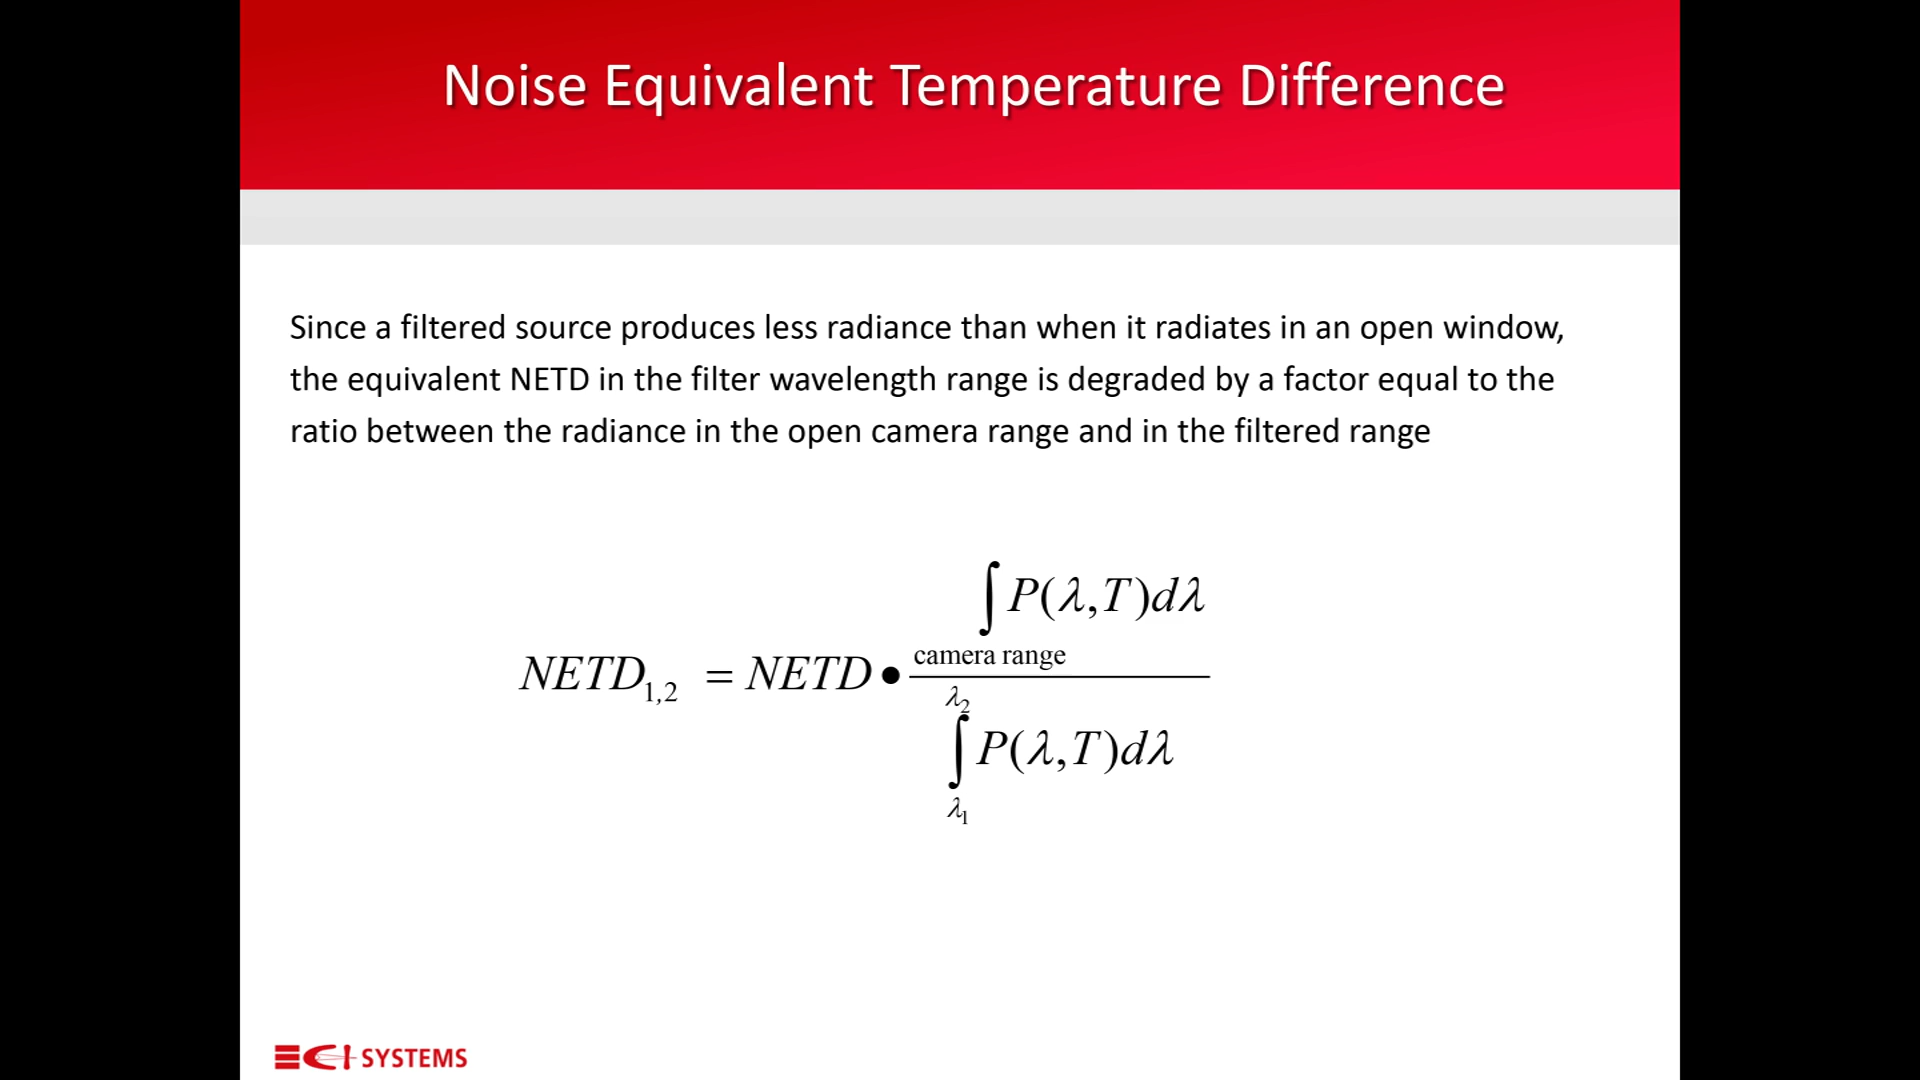 Noise Equivalent Temperature Difference
Since a filtered source produces less radiance than when it radiates in an open window,
the equivalent NETD in the filter wavelength range is degraded by a factor equal to the
ratio between the radiance in the open camera range and in the filtered range
∫ P(λ,T)dλ
camera range
NETD₁,₂ = NETD •
λ₂
∫ P(λ,T)dλ
λ₁
CI SYSTEMS